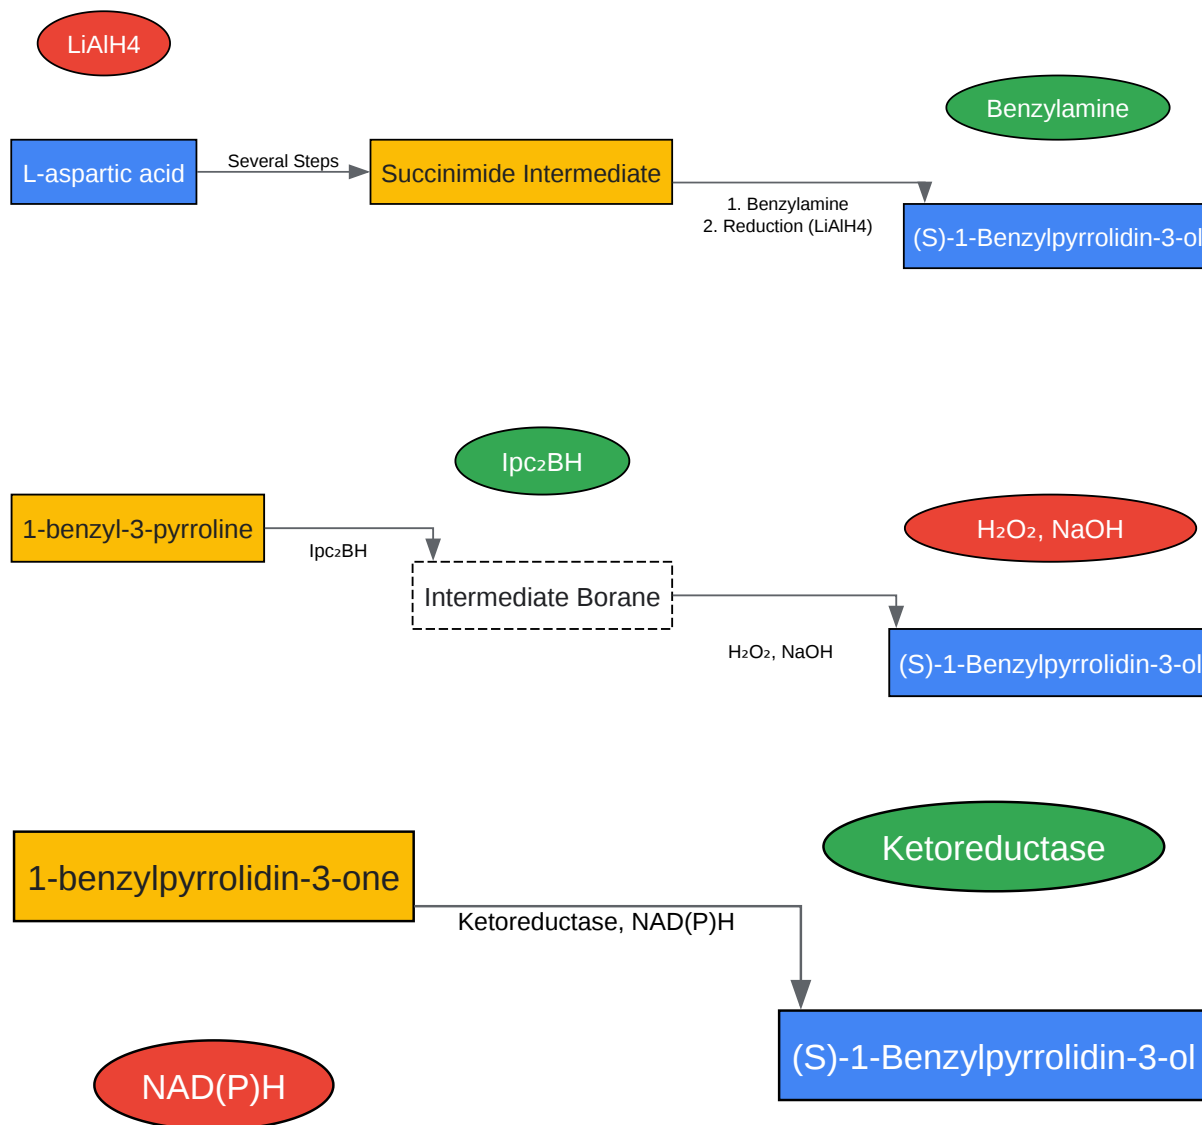 LiAlH4
Benzylamine
L-aspartic acid
Several Steps
Succinimide Intermediate
1. Benzylamine
2. Reduction (LiAlH4)
(S)-1-Benzylpyrrolidin-3-ol
Ipc₂BH
1-benzyl-3-pyrroline
Ipc₂BH
H₂O₂, NaOH
Intermediate Borane
H₂O₂, NaOH
(S)-1-Benzylpyrrolidin-3-ol
Ketoreductase
1-benzylpyrrolidin-3-one
Ketoreductase, NAD(P)H
(S)-1-Benzylpyrrolidin-3-ol
NAD(P)H